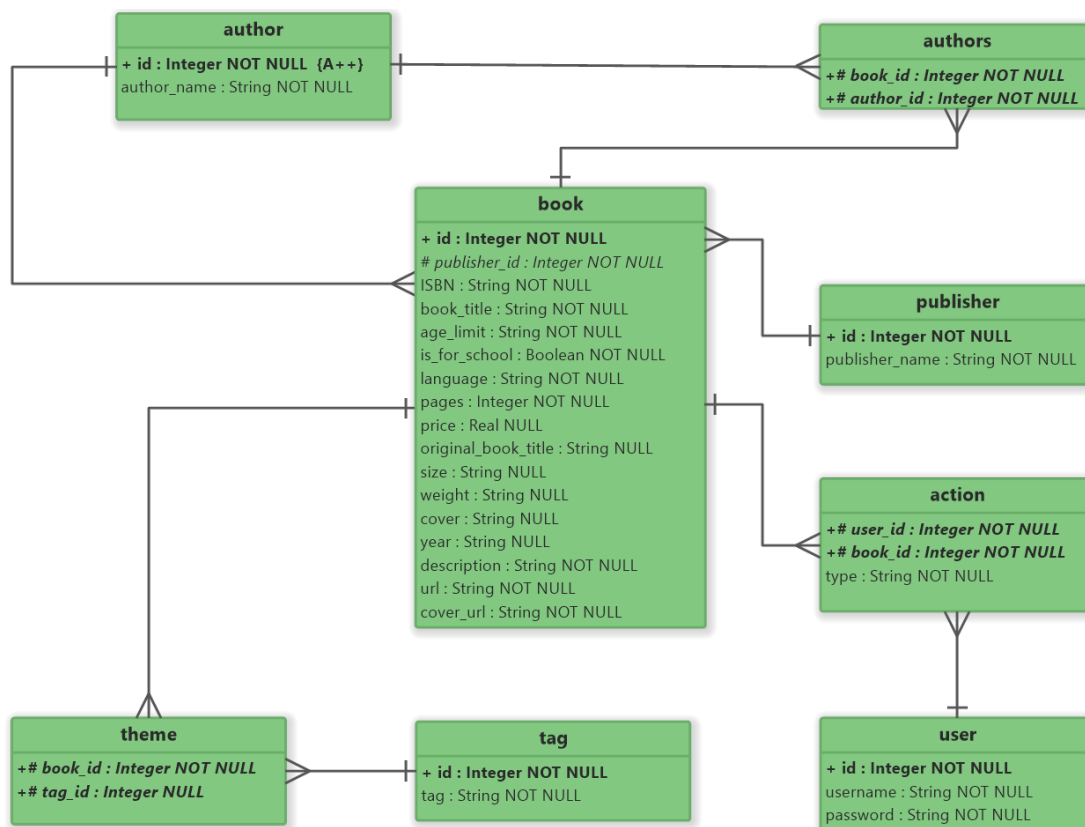 author
+ id : Integer NOT NULL  {A++}
author_name : String NOT NULL
authors
+# book_id : Integer NOT NULL
+# author_id : Integer NOT NULL
book
+ id : Integer NOT NULL
# publisher_id : Integer NOT NULL
ISBN : String NOT NULL
book_title : String NOT NULL
age_limit : String NOT NULL
is_for_school : Boolean NOT NULL
language : String NOT NULL
pages : Integer NOT NULL
price : Real NULL
original_book_title : String NULL
size : String NULL
weight : String NULL
cover : String NULL
year : String NULL
description : String NOT NULL
url : String NOT NULL
cover_url : String NOT NULL
publisher
+ id : Integer NOT NULL
publisher_name : String NOT NULL
action
+# user_id : Integer NOT NULL
+# book_id : Integer NOT NULL
type : String NOT NULL
theme
+# book_id : Integer NOT NULL
+# tag_id : Integer NULL
tag
+ id : Integer NOT NULL
tag : String NOT NULL
user
+ id : Integer NOT NULL
username : String NOT NULL
password : String NOT NULL